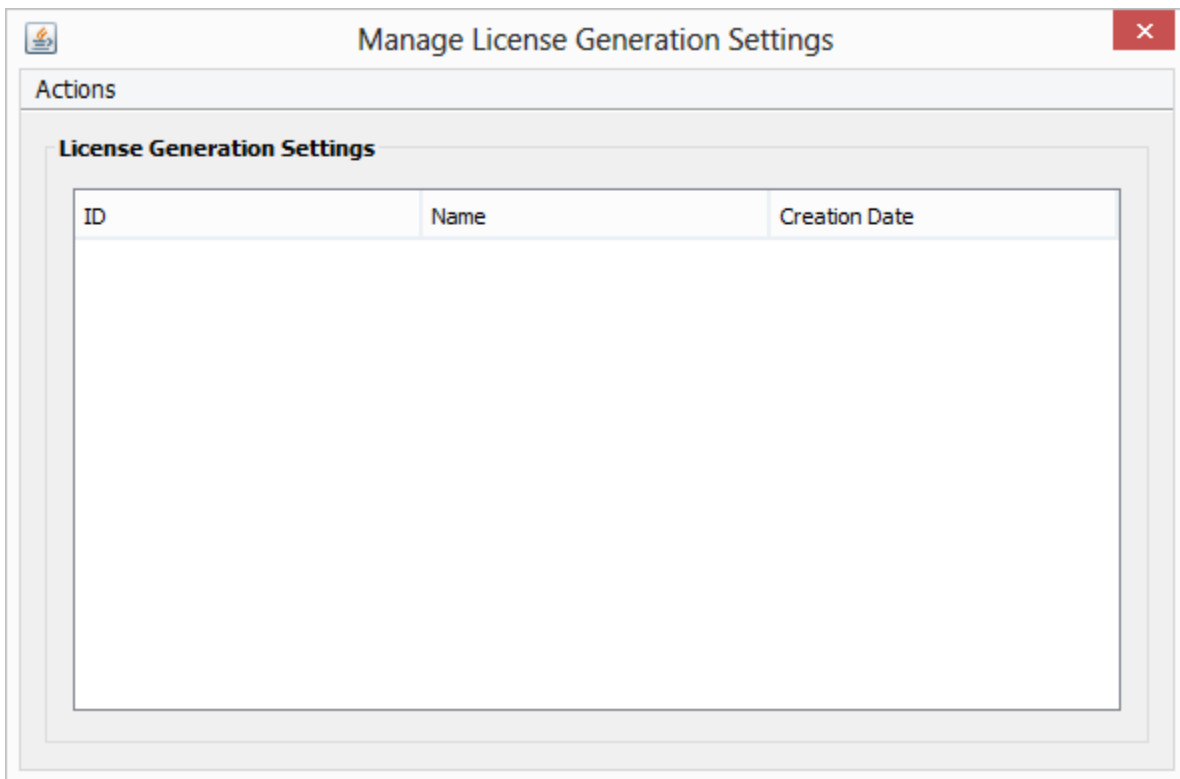 Manage License Generation Settings
Actions
License Generation Settings
ID Name Creation Date